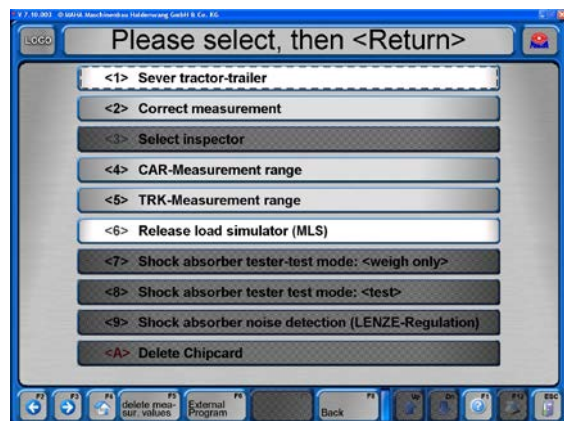 V 7.10.003 © MAHA Maschinenbau Haldenwang GmbH & Co. KG
LOGO
Please select, then <Return>
<1> Sever tractor-trailer
<2> Correct measurement
<3> Select inspector
<4> CAR-Measurement range
<5> TRK-Measurement range
<6> Release load simulator (MLS)
<7> Shock absorber tester-test mode: <weigh only>
<8> Shock absorber tester test mode: <test>
<9> Shock absorber noise detection (LENZE-Regulation)
<A> Delete Chipcard
F2 F3 F4 F5 F6 F8 Up Dn F1 F12 ESC
delete mea- External
sur. values Program Back